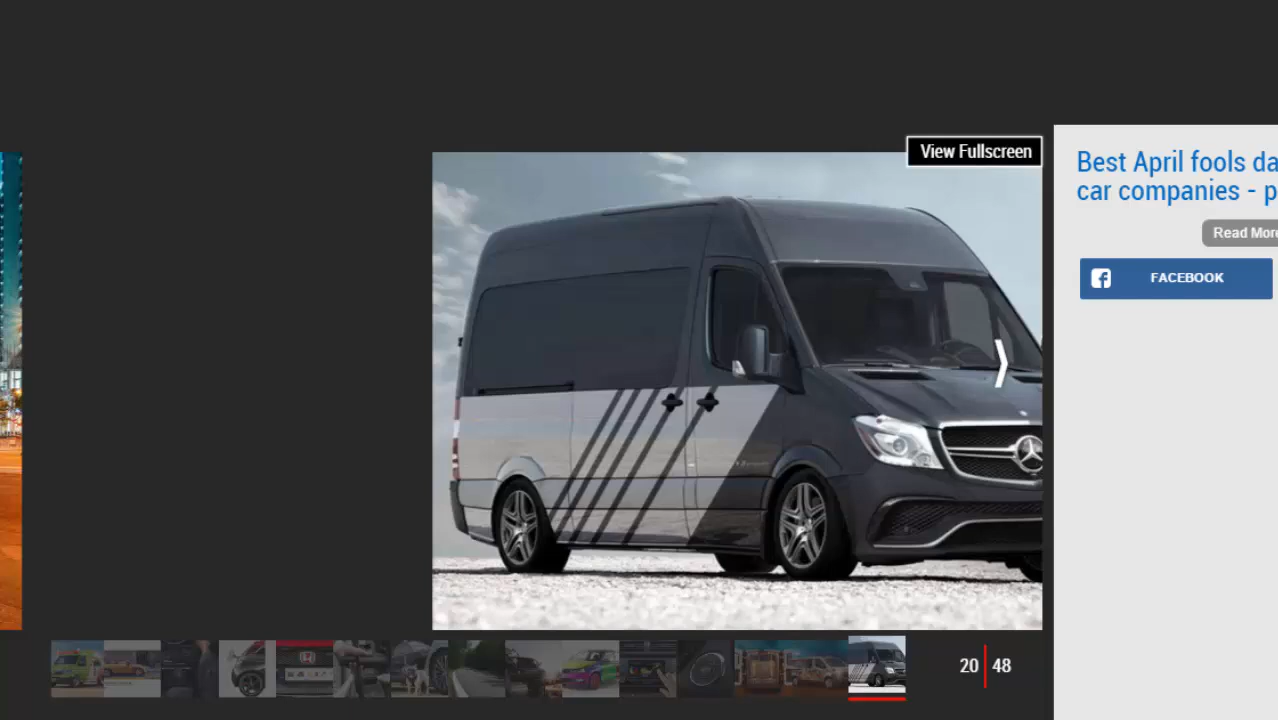 View Fullscreen
Best April fools da
car companies - p
Read More
FACEBOOK
20 48